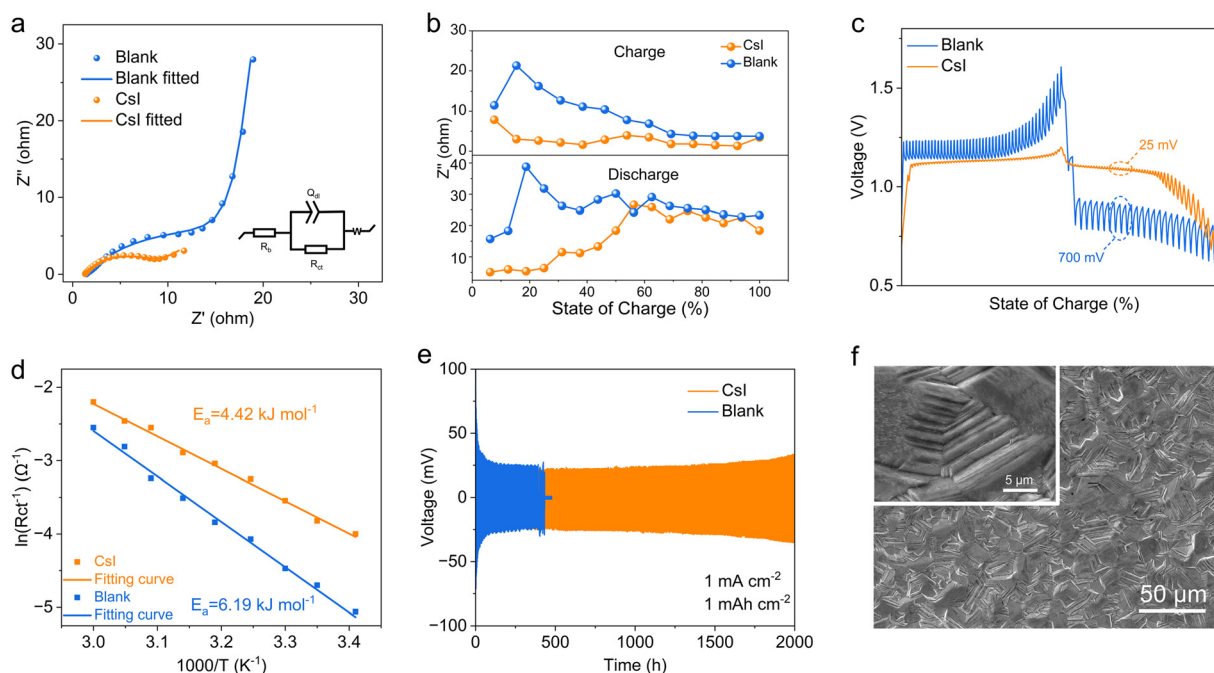 a
30
20
10
0
Z'' (ohm)
0
10
20
30
Z' (ohm)
Blank
Blank fitted
CsI
CsI fitted
Q_dl
R_b
R_ct
W
b
30
20
10
0
40
30
20
10
0
Z'' (ohm)
Charge
CsI
Blank
Discharge
0
20
40
60
80
100
State of Charge (%)
c
Blank
CsI
1.5
1.0
0.5
Voltage (V)
25 mV
700 mV
State of Charge (%)
d
−2
−3
−4
−5
ln(Rct⁻¹) (Ω⁻¹)
Eₐ=4.42 kJ mol⁻¹
CsI
Fitting curve
Blank
Fitting curve
Eₐ=6.19 kJ mol⁻¹
3.0
3.1
3.2
3.3
3.4
1000/T (K⁻¹)
e
100
50
0
−50
−100
Voltage (mV)
CsI
Blank
1 mA cm⁻²
1 mAh cm⁻²
0
500
1000
1500
2000
Time (h)
f
5 μm
50 μm